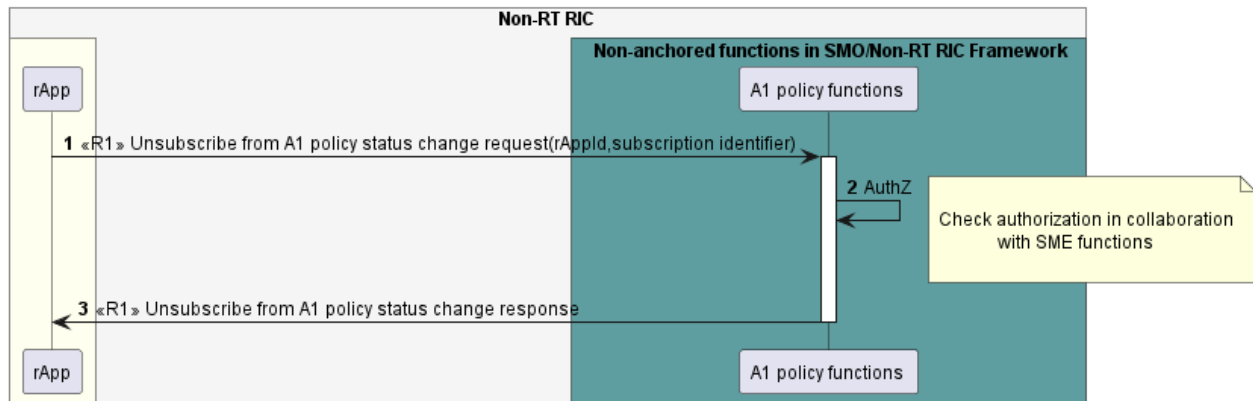 Non-RT RIC
Non-anchored functions in SMO/Non-RT RIC Framework
rApp
A1 policy functions
1 «R1» Unsubscribe from A1 policy status change request(rAppId,subscription identifier)
2 AuthZ
Check authorization in collaboration
with SME functions
3 «R1» Unsubscribe from A1 policy status change response
rApp
A1 policy functions